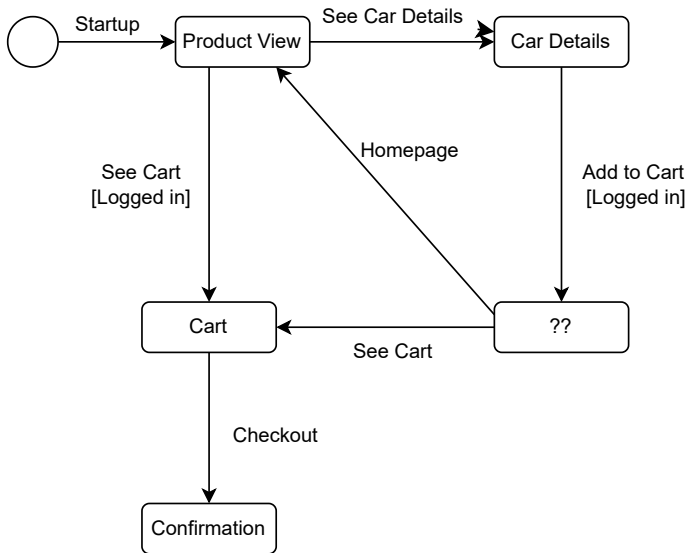 Startup
Product View
See Car Details
Car Details
Homepage
See Cart
[Logged in]
Add to Cart
[Logged in]
Cart
See Cart
??
Checkout
Confirmation